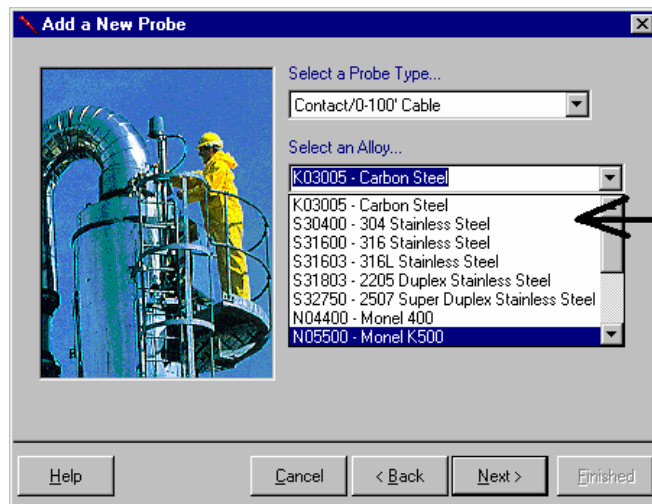 Add a New Probe
Select a Probe Type...
Contact/0-100' Cable
Select an Alloy...
K03005 - Carbon Steel
K03005 - Carbon Steel
S30400 - 304 Stainless Steel
S31600 - 316 Stainless Steel
S31603 - 316L Stainless Steel
S31803 - 2205 Duplex Stainless Steel
S32750 - 2507 Super Duplex Stainless Steel
N04400 - Monel 400
N05500 - Monel K500
Help Cancel < Back Next > Finished